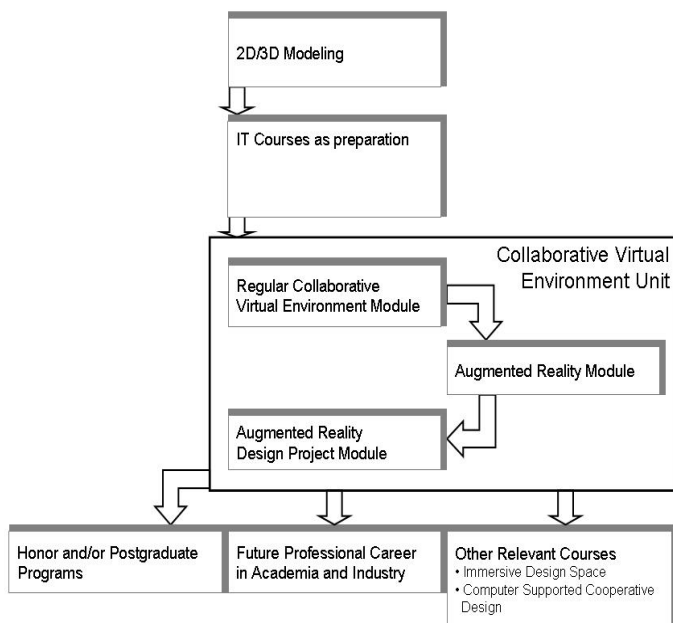 2D/3D Modeling
IT Courses as preparation
Collaborative Virtual
Environment Unit
Regular Collaborative
Virtual Environment Module
Augmented Reality Module
Augmented Reality
Design Project Module
Honor and/or Postgraduate
Programs
Future Professional Career
in Academia and Industry
Other Relevant Courses
• Immersive Design Space
• Computer Supported Cooperative
Design